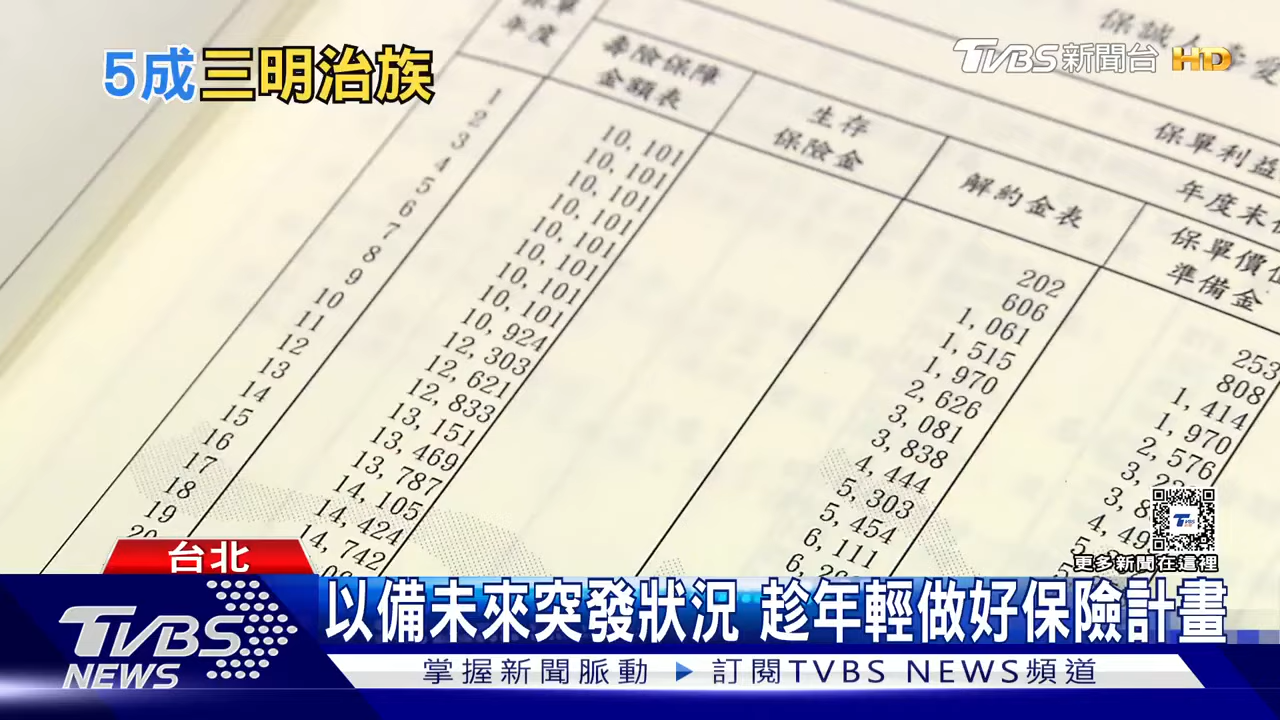 5成三明治族
TVBS新聞台 HD
保誠人壽變
保單
年度
壽險保障
金額表
生存
保險金
解約金表
保單利益
年度末
保單價值
準備金
1 10,101 202 253
2 10,101 606 808
3 10,101 1,061 1,414
4 10,101 1,515 1,970
5 10,101 1,970 2,576
6 10,101 2,626
7 10,101 3,081
8 10,101 3,838
9 10,924 4,444
10 12,303 5,303
11 12,621 5,454
12 12,833 6,111
13 13,151
14 13,469
15 13,787
16 14,105
17 14,424
18 14,742
19
20
更多新聞在這裡
台北
TVBS NEWS
以備未來突發狀況 趁年輕做好保險計畫
掌握新聞脈動 訂閱TVBS NEWS頻道